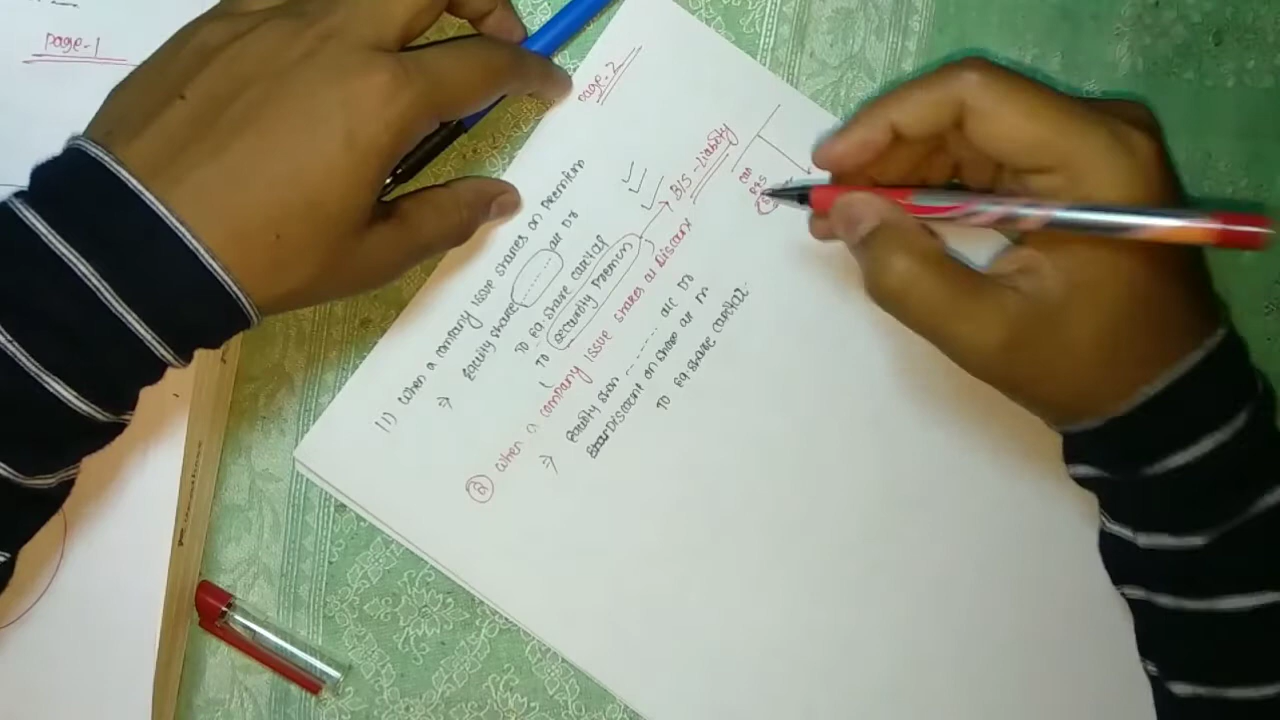 Page-1
page-2
11) When a company issue shares on Premium
⇒ Equity share ........ a/c Dr
To Eq. share capital
To security Premium → B/S - Liability
② When a company issue shares at Discount
⇒ Equity shar ........ a/c Dr
Discount on share a/c Dr
To Eq. share capital.
R&S